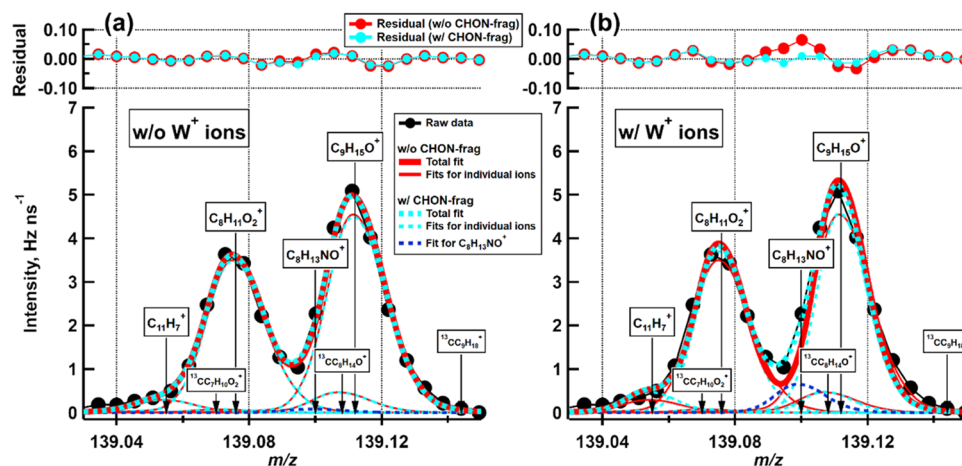 (a)
Residual (w/o CHON-frag)
Residual (w/ CHON-frag)
(b)
Residual
0.10
0.00
-0.10
0.10
0.00
-0.10
w/o W⁺ ions
Raw data
w/o CHON-frag
Total fit
Fits for individual ions
w/ CHON-frag
Total fit
Fits for individual ions
Fit for C₈H₁₃NO⁺
w/ W⁺ ions
C₉H₁₅O⁺
C₈H₁₁O₂⁺
C₈H₁₃NO⁺
C₁₁H₇⁺
¹³CC₇H₁₀O₂⁺
¹³CC₈H₁₄O⁺
¹³CC₉H₁₈⁺
C₉H₁₅O⁺
C₈H₁₁O₂⁺
C₈H₁₃NO⁺
C₁₁H₇⁺
¹³CC₇H₁₀O₂⁺
¹³CC₈H₁₄O⁺
¹³CC₉H₁₈
Intensity, Hz ns⁻¹
7
6
5
4
3
2
1
0
7
6
5
4
3
2
1
0
139.04
139.08
139.12
139.04
139.08
139.12
m/z
m/z